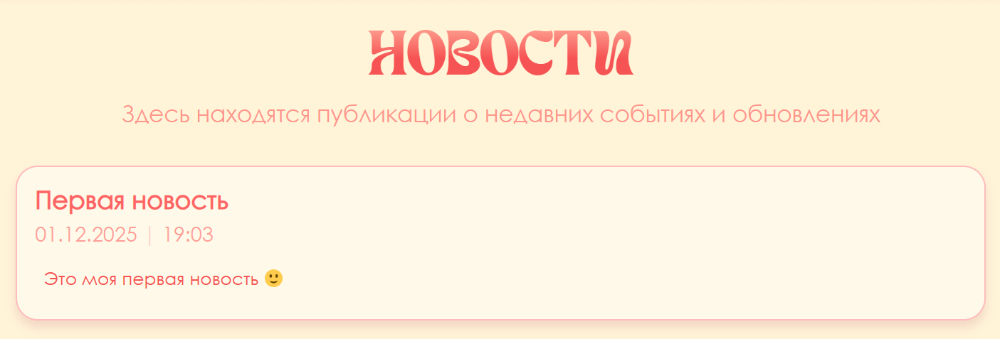 НОВОСТИ
Здесь находятся публикации о недавних событиях и обновлениях
Первая новость
01.12.2025 | 19:03
Это моя первая новость 🙂